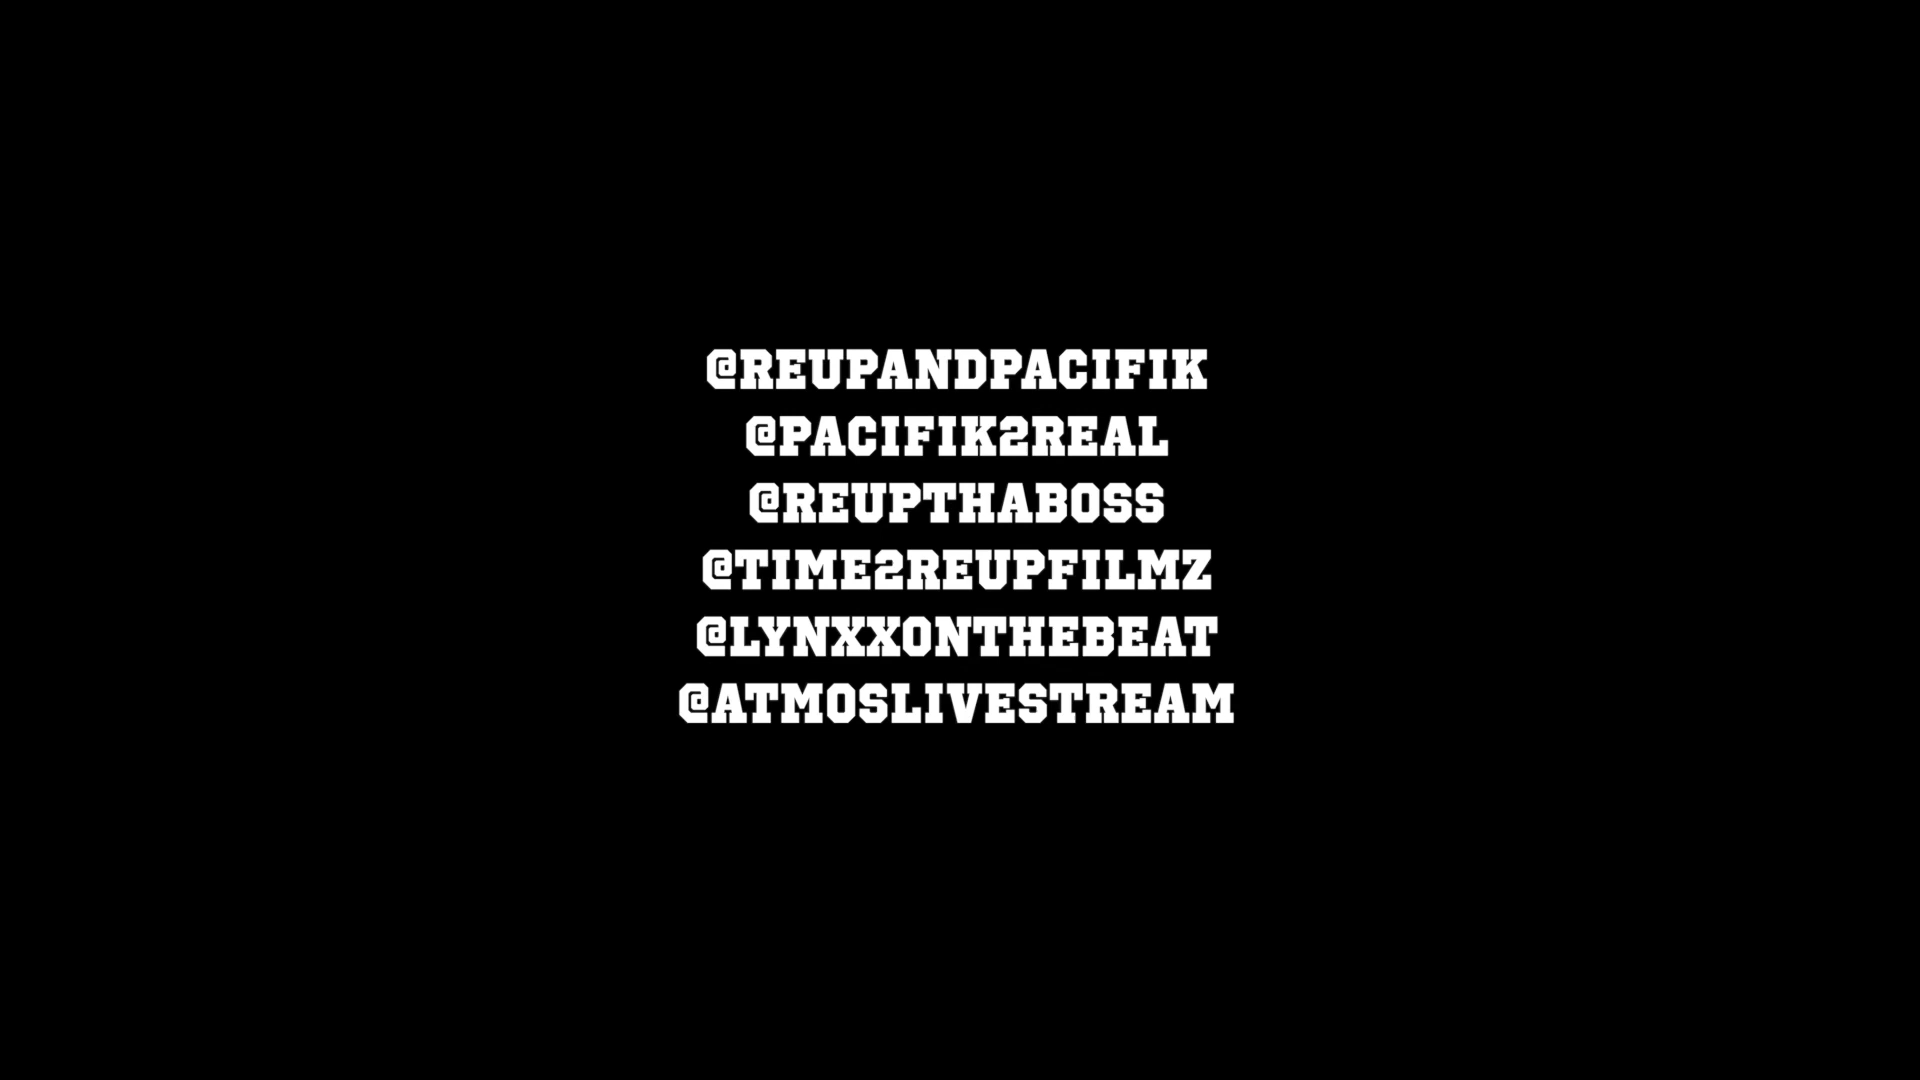 @REUPANDPACIFIK
@PACIFIK2REAL
@REUPTHABOSS
@TIME2REUPFILMZ
@LYNXXONTHEBEAT
@ATMOSLIVESTREAM